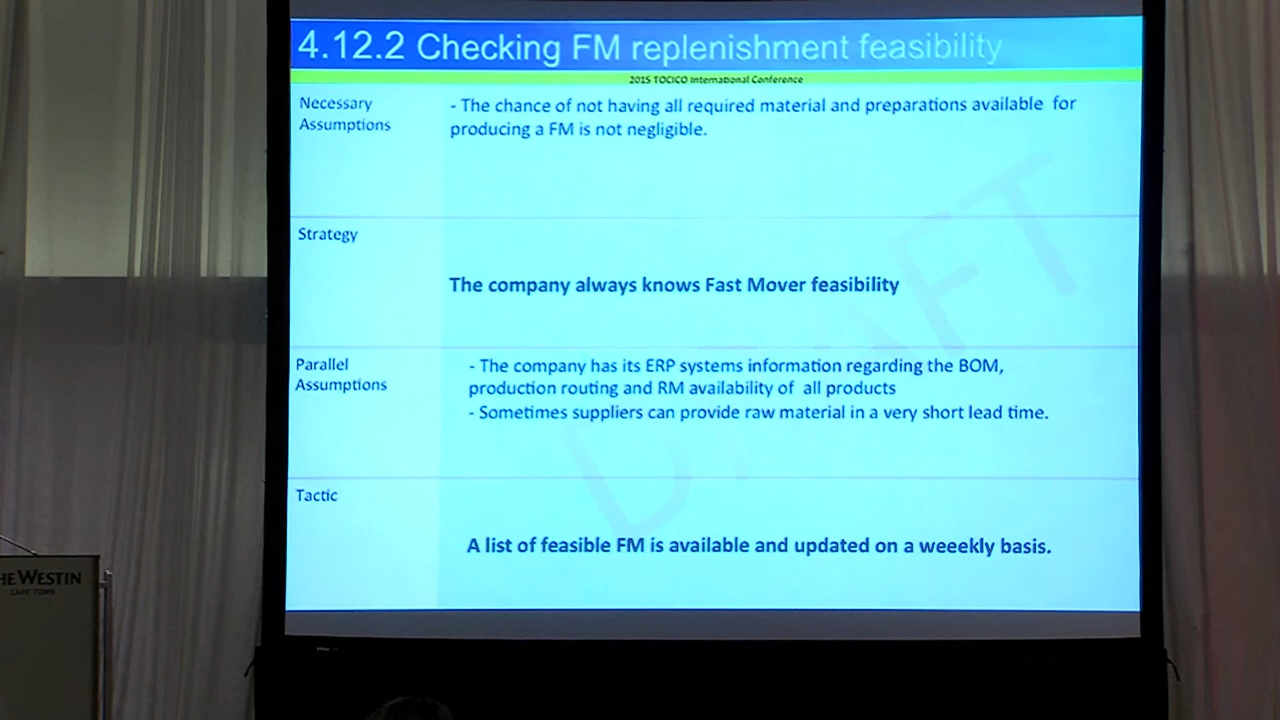 4.12.2 Checking FM replenishment feasibility
2015 TOCICO International Conference
Necessary
Assumptions
- The chance of not having all required material and preparations available for
producing a FM is not negligible.
Strategy
The company always knows Fast Mover feasibility
Parallel
Assumptions
- The company has its ERP systems information regarding the BOM,
production routing and RM availability of all products
- Sometimes suppliers can provide raw material in a very short lead time.
Tactic
A list of feasible FM is available and updated on a weeekly basis.
DRAFT
HE WESTIN
CAPE TOWN